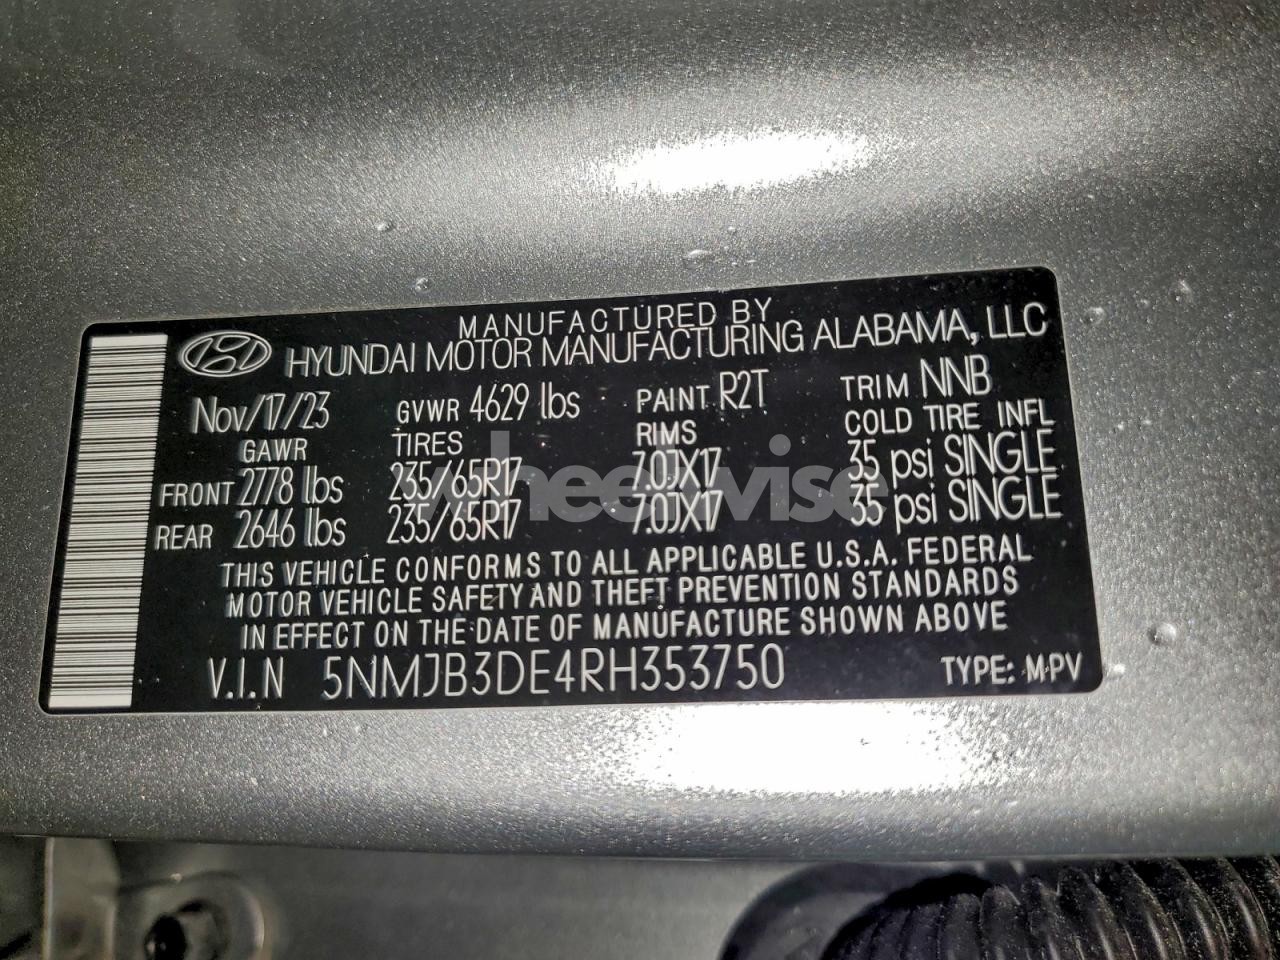 MANUFACTURED BY
HYUNDAI MOTOR MANUFACTURING ALABAMA, LLC
Nov/17/23 GVWR 4629 lbs PAINT R2T TRIM NNB
GAWR TIRES RIMS COLD TIRE INFL
FRONT 2778 lbs 235/65R17 7.0JX17 35 psi SINGLE
REAR 2646 lbs 235/65R17 7.0JX17 35 psi SINGLE
THIS VEHICLE CONFORMS TO ALL APPLICABLE U.S.A. FEDERAL
MOTOR VEHICLE SAFETY AND THEFT PREVENTION STANDARDS
IN EFFECT ON THE DATE OF MANUFACTURE SHOWN ABOVE
V.I.N 5NMJB3DE4RH353750 TYPE: MPV
wheelwise